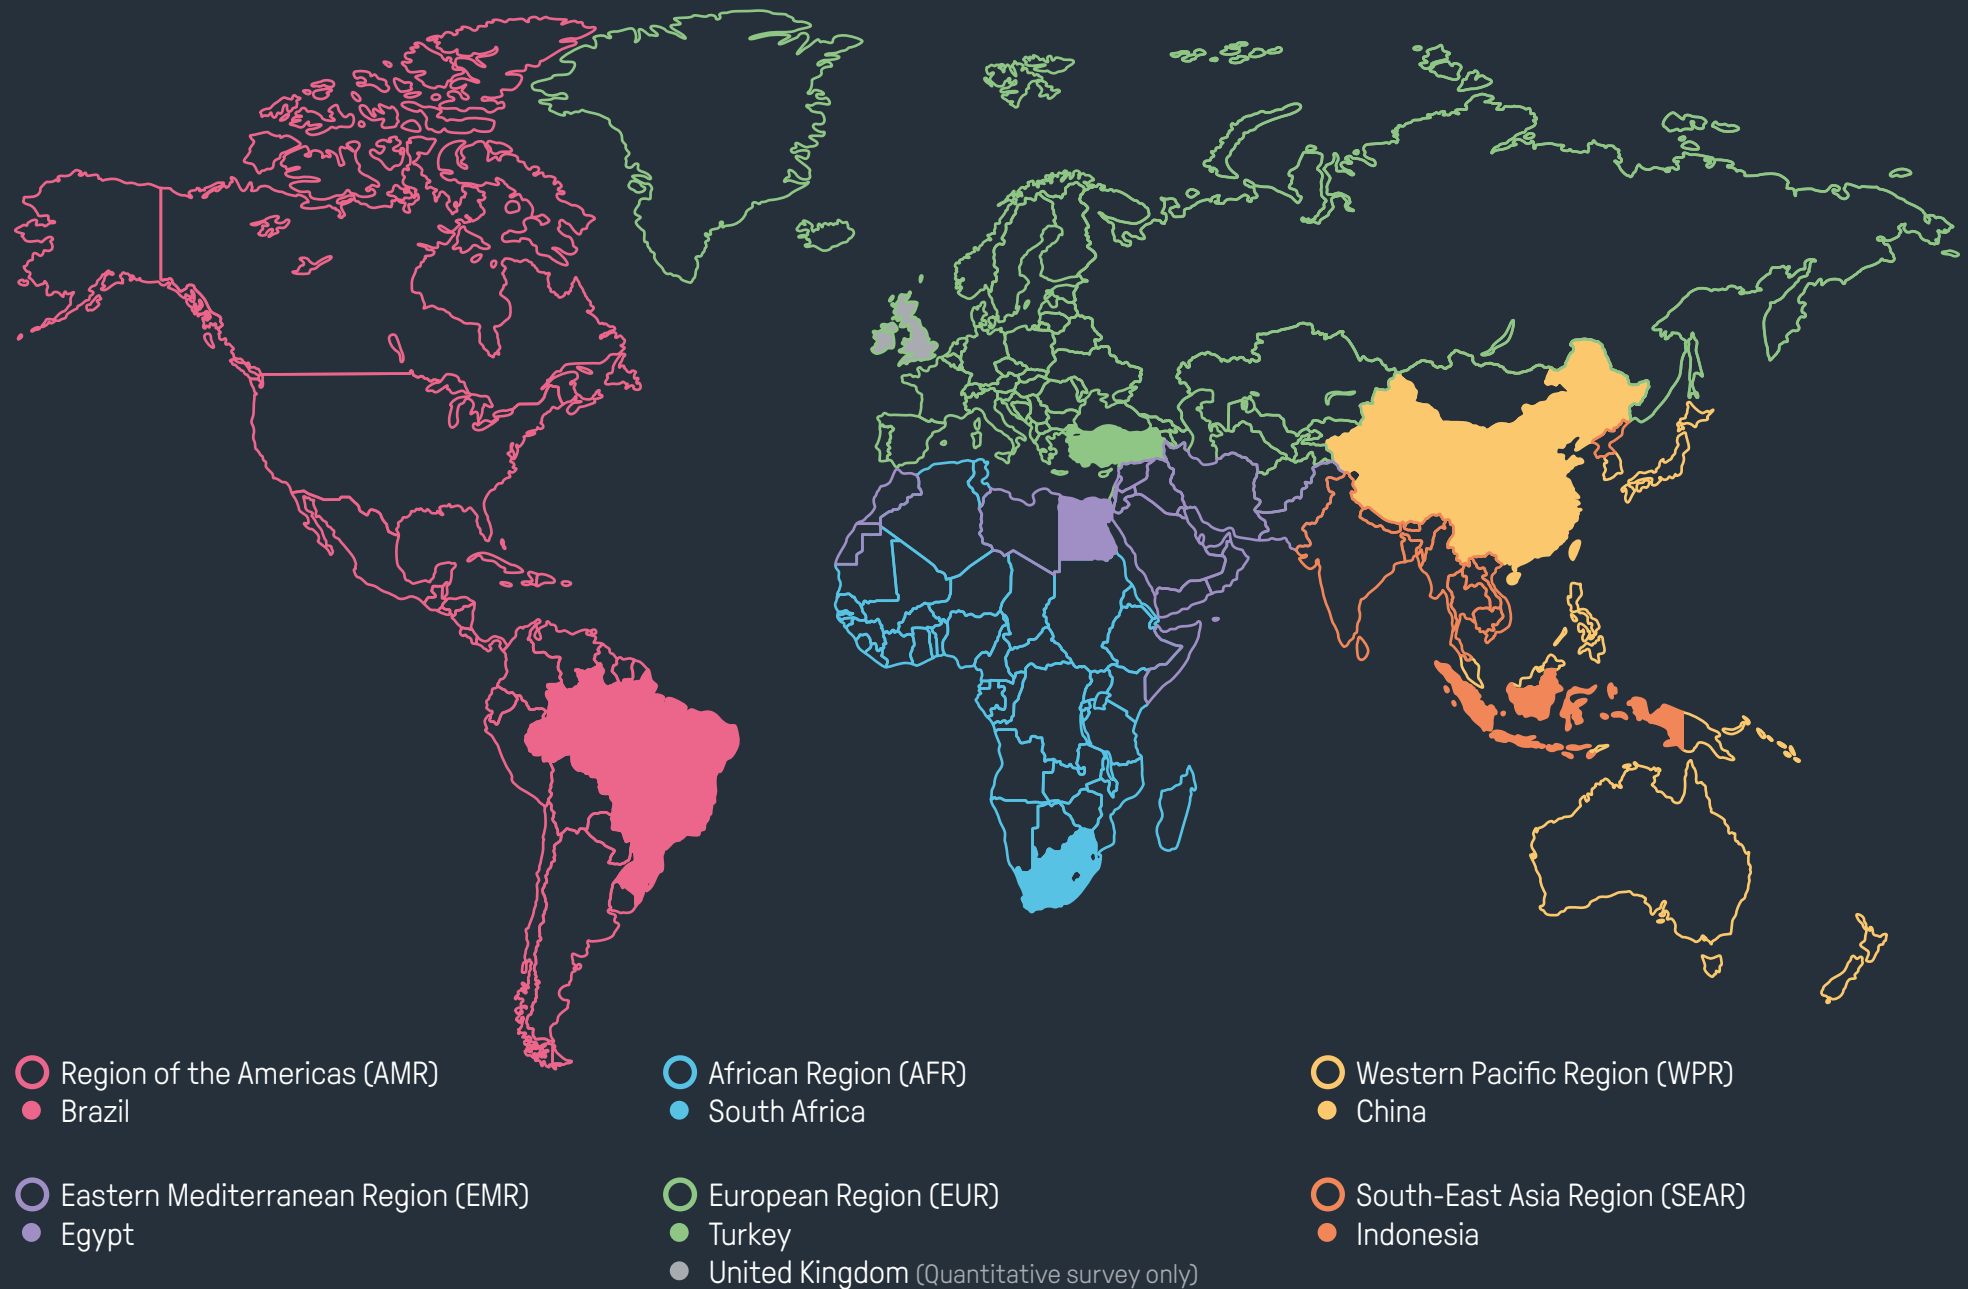 Region of the Americas (AMR)
Brazil
African Region (AFR)
South Africa
Western Pacific Region (WPR)
China
Eastern Mediterranean Region (EMR)
Egypt
European Region (EUR)
Turkey
United Kingdom (Quantitative survey only)
South-East Asia Region (SEAR)
Indonesia